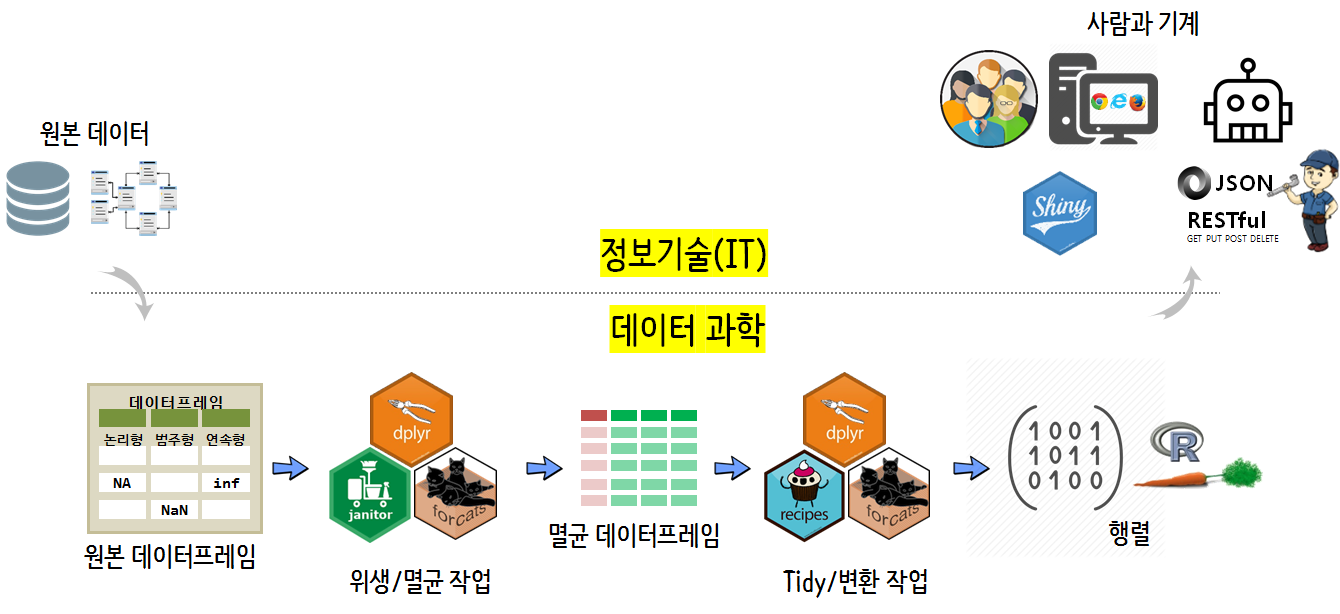 사람과 기계
원본 데이터
Shiny
JSON
RESTful
GET PUT POST DELETE
정보기술(IT)
데이터 과학
데이터프레임
논리형 범주형 연속형
NA inf
NaN
원본 데이터프레임
dplyr
janitor
forcats
위생/멸균 작업
멸균 데이터프레임
dplyr
recipes
forcats
Tidy/변환 작업
1 0 0 1
1 0 1 1
0 1 0 0
R
행렬